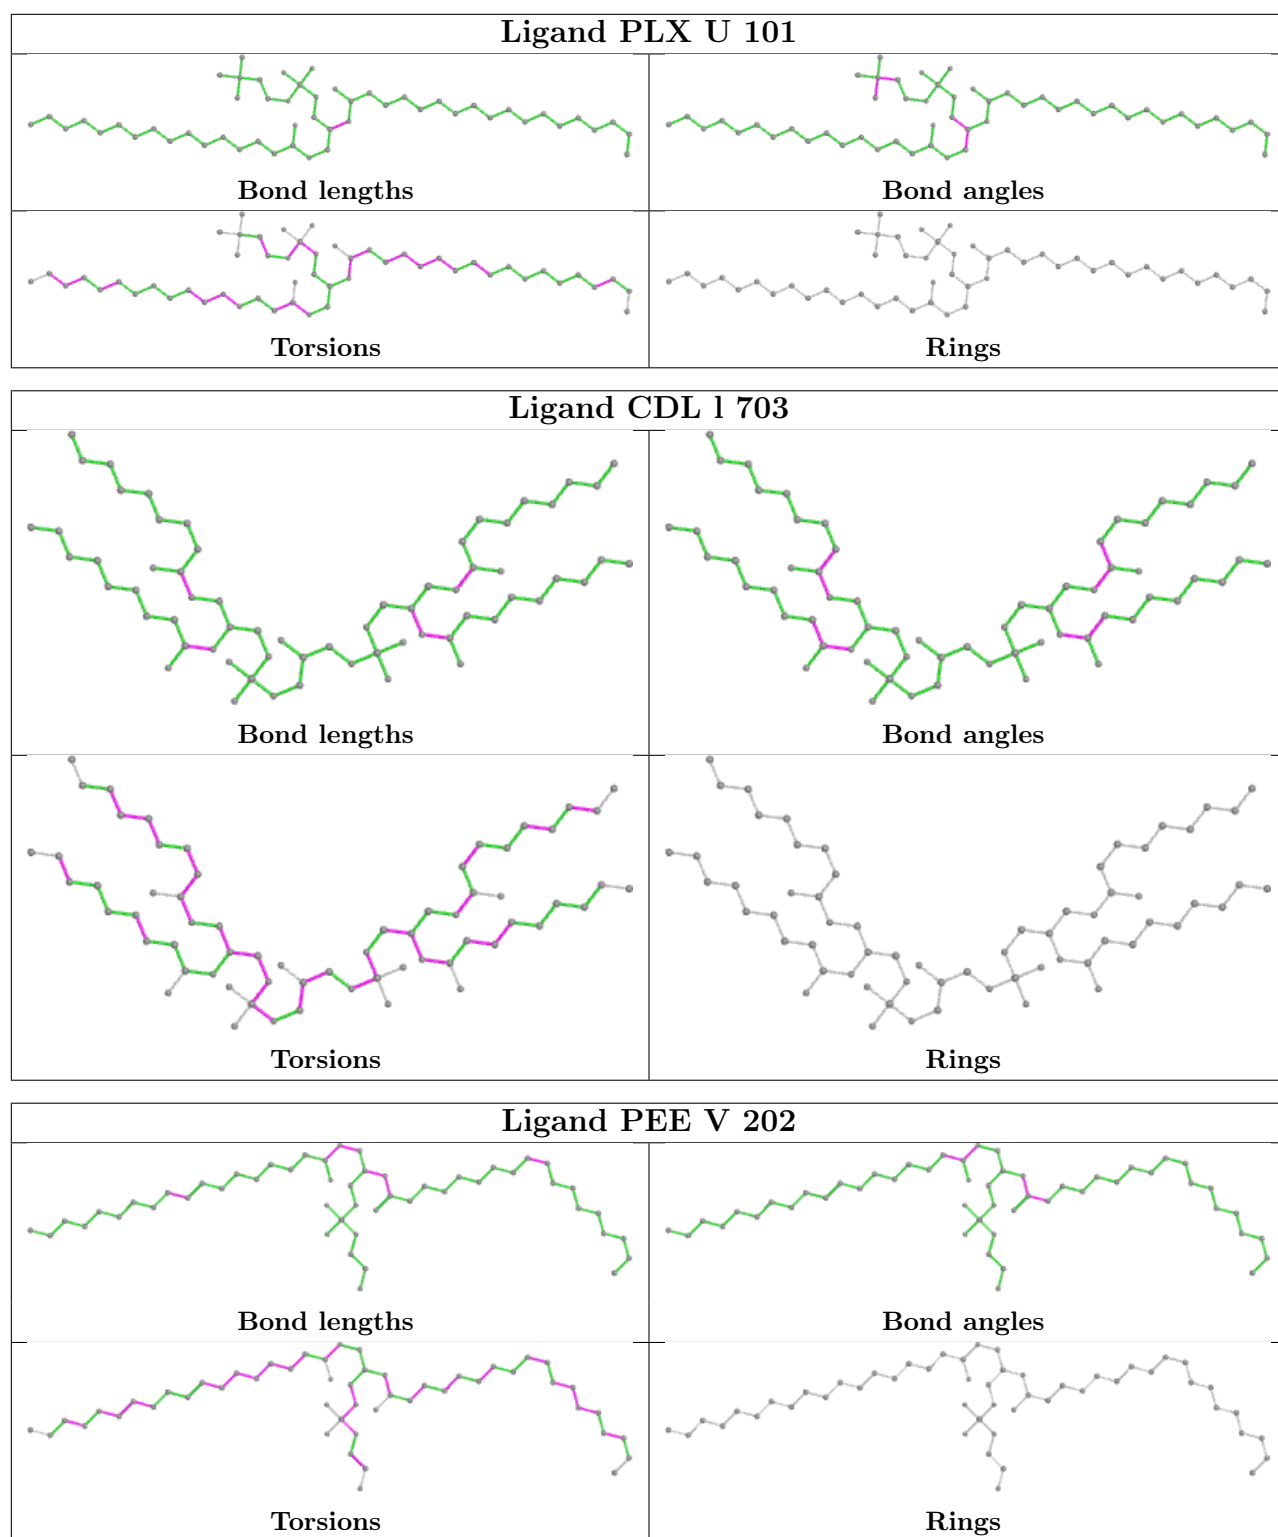 Ligand PLX U 101
Bond lengths
Bond angles
Torsions
Rings
Ligand CDL l 703
Bond lengths
Bond angles
Torsions
Rings
Ligand PEE V 202
Bond lengths
Bond angles
Torsions
Rings